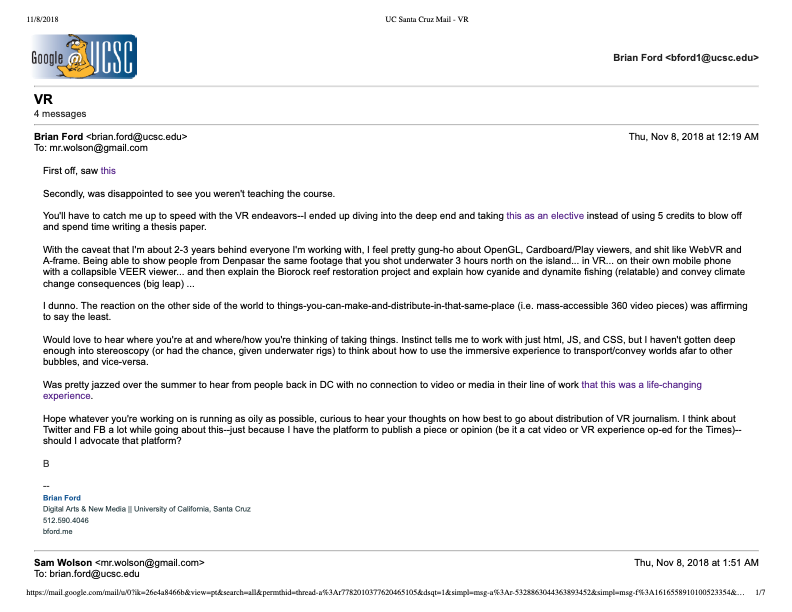 11/8/2018 UC Santa Cruz Mail - VR
Google @ UCSC
Brian Ford <bford1@ucsc.edu>
VR
4 messages
Brian Ford <brian.ford@ucsc.edu> Thu, Nov 8, 2018 at 12:19 AM
To: mr.wolson@gmail.com
First off, saw this
Secondly, was disappointed to see you weren't teaching the course.
You'll have to catch me up to speed with the VR endeavors--I ended up diving into the deep end and taking this as an elective instead of using 5 credits to blow off
and spend time writing a thesis paper.
With the caveat that I'm about 2-3 years behind everyone I'm working with, I feel pretty gung-ho about OpenGL, Cardboard/Play viewers, and shit like WebVR and
A-frame. Being able to show people from Denpasar the same footage that you shot underwater 3 hours north on the island... in VR... on their own mobile phone
with a collapsible VEER viewer... and then explain the Biorock reef restoration project and explain how cyanide and dynamite fishing (relatable) and convey climate
change consequences (big leap) ...
I dunno. The reaction on the other side of the world to things-you-can-make-and-distribute-in-that-same-place (i.e. mass-accessible 360 video pieces) was affirming
to say the least.
Would love to hear where you're at and where/how you're thinking of taking things. Instinct tells me to work with just html, JS, and CSS, but I haven't gotten deep
enough into stereoscopy (or had the chance, given underwater rigs) to think about how to use the immersive experience to transport/convey worlds afar to other
bubbles, and vice-versa.
Was pretty jazzed over the summer to hear from people back in DC with no connection to video or media in their line of work that this was a life-changing
experience.
Hope whatever you're working on is running as oily as possible, curious to hear your thoughts on how best to go about distribution of VR journalism. I think about
Twitter and FB a lot while going about this--just because I have the platform to publish a piece or opinion (be it a cat video or VR experience op-ed for the Times)--
should I advocate that platform?
B
--
Brian Ford
Digital Arts & New Media || University of California, Santa Cruz
512.590.4046
bford.me
Sam Wolson <mr.wolson@gmail.com> Thu, Nov 8, 2018 at 1:51 AM
To: brian.ford@ucsc.edu
https://mail.google.com/mail/u/0?ik=26e4a8466b&view=pt&search=all&permthid=thread-a%3Ar7782010377620465105&dsqt=1&simpl=msg-a%3Ar-5328863044363893452&simpl=msg-f%3A1616558910100523354&… 1/7